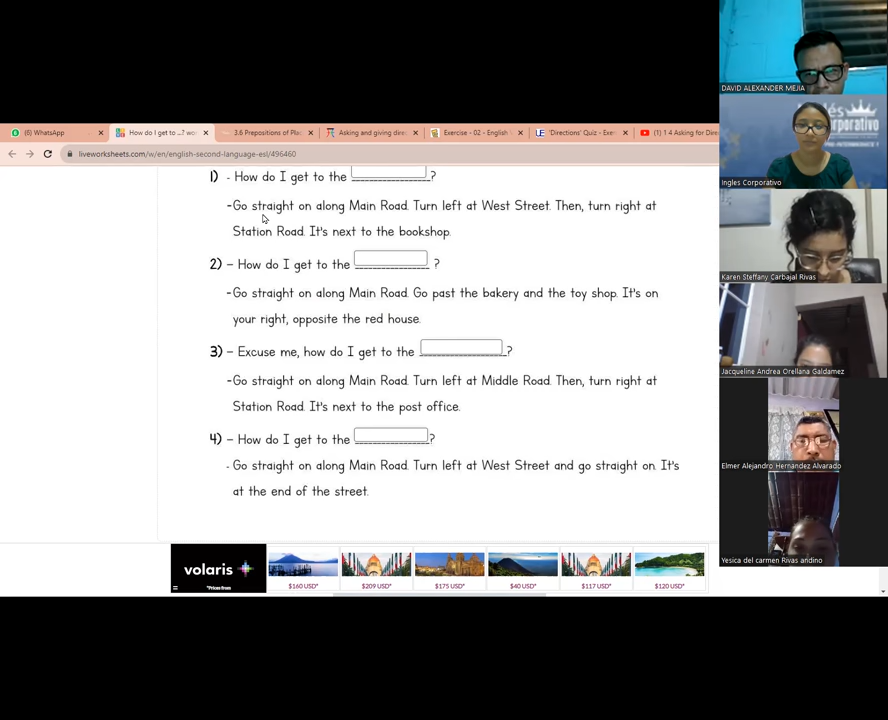 (6) WhatsApp
How do I get to ...? wo
3.6 Prepositions of Pla
Asking and giving direc
Exercise - 02 - English V
'Directions' Quiz - Exer
(1) 1 4 Asking for Dire
liveworksheets.com/w/en/english-second-language-esl/496460
1) - How do I get to the ?
-Go straight on along Main Road. Turn left at West Street. Then, turn right at
Station Road. It's next to the bookshop.
2) – How do I get to the ?
-Go straight on along Main Road. Go past the bakery and the toy shop. It's on
your right, opposite the red house.
3) – Excuse me, how do I get to the ?
-Go straight on along Main Road. Turn left at Middle Road. Then, turn right at
Station Road. It's next to the post office.
4) – How do I get to the ?
- Go straight on along Main Road. Turn left at West Street and go straight on. It's
at the end of the street.
volaris
*Prices from
$160 USD*
$209 USD*
$175 USD*
$40 USD*
$117 USD*
$120 USD*
DAVID ALEXANDER MEJIA
Ingles Corporativo
Karen Steffany Carbajal Rivas
Jacqueline Andrea Orellana Galdamez
Elmer Alejandro Hernandez Alvarado
Yesica del carmen Rivas andino